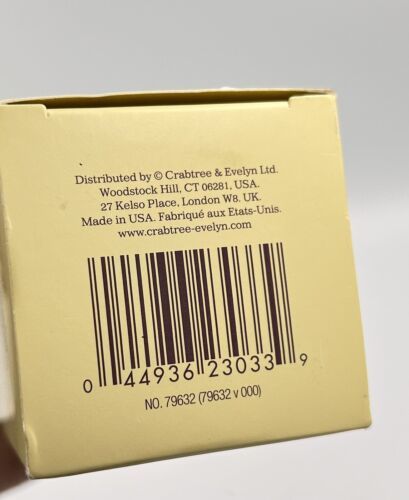 Distributed by © Crabtree & Evelyn Ltd.
Woodstock Hill, CT 06281, USA.
27 Kelso Place, London W8. UK.
Made in USA. Fabriqué aux Etats-Unis.
www.crabtree-evelyn.com
0 44936 23033 9
NO. 79632 (79632 v 000)